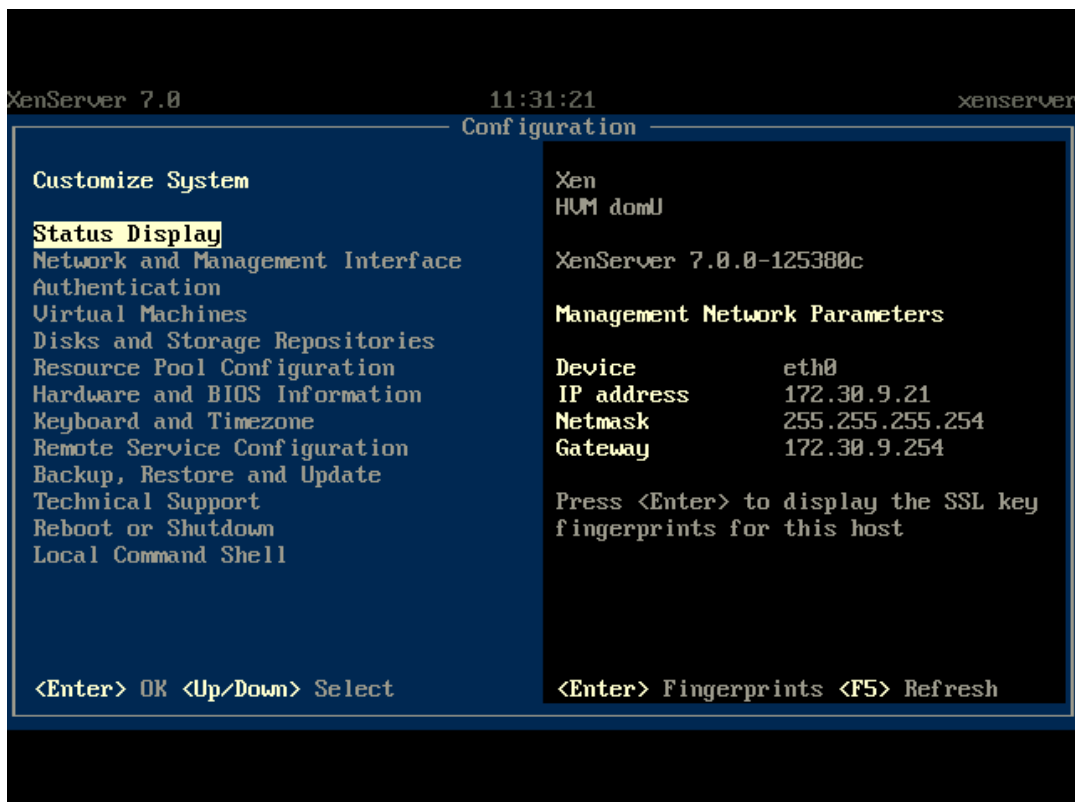 XenServer 7.0 11:31:21 xenserver
Configuration
Customize System
Status Display
Network and Management Interface
Authentication
Virtual Machines
Disks and Storage Repositories
Resource Pool Configuration
Hardware and BIOS Information
Keyboard and Timezone
Remote Service Configuration
Backup, Restore and Update
Technical Support
Reboot or Shutdown
Local Command Shell
<Enter> OK <Up/Down> Select
Xen
HVM domU
XenServer 7.0.0-125380c
Management Network Parameters
Device eth0
IP address 172.30.9.21
Netmask 255.255.255.254
Gateway 172.30.9.254
Press <Enter> to display the SSL key
fingerprints for this host
<Enter> Fingerprints <F5> Refresh